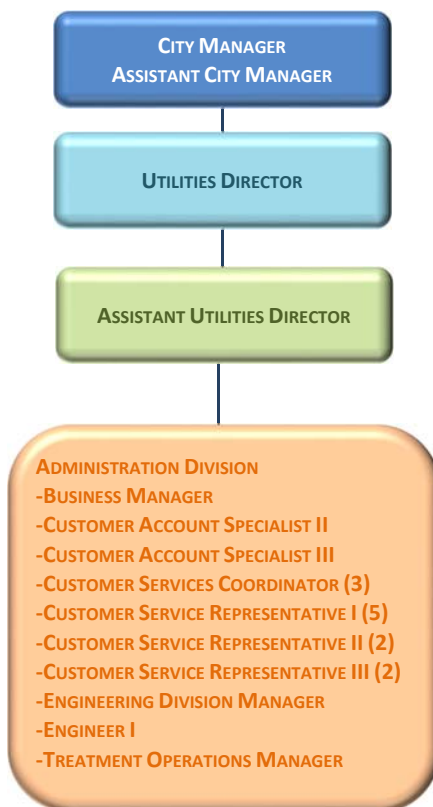 City Manager
Assistant City Manager
Utilities Director
Assistant Utilities Director
Administration Division
-Business Manager
-Customer Account Specialist II
-Customer Account Specialist III
-Customer Services Coordinator (3)
-Customer Service Representative I (5)
-Customer Service Representative II (2)
-Customer Service Representative III (2)
-Engineering Division Manager
-Engineer I
-Treatment Operations Manager